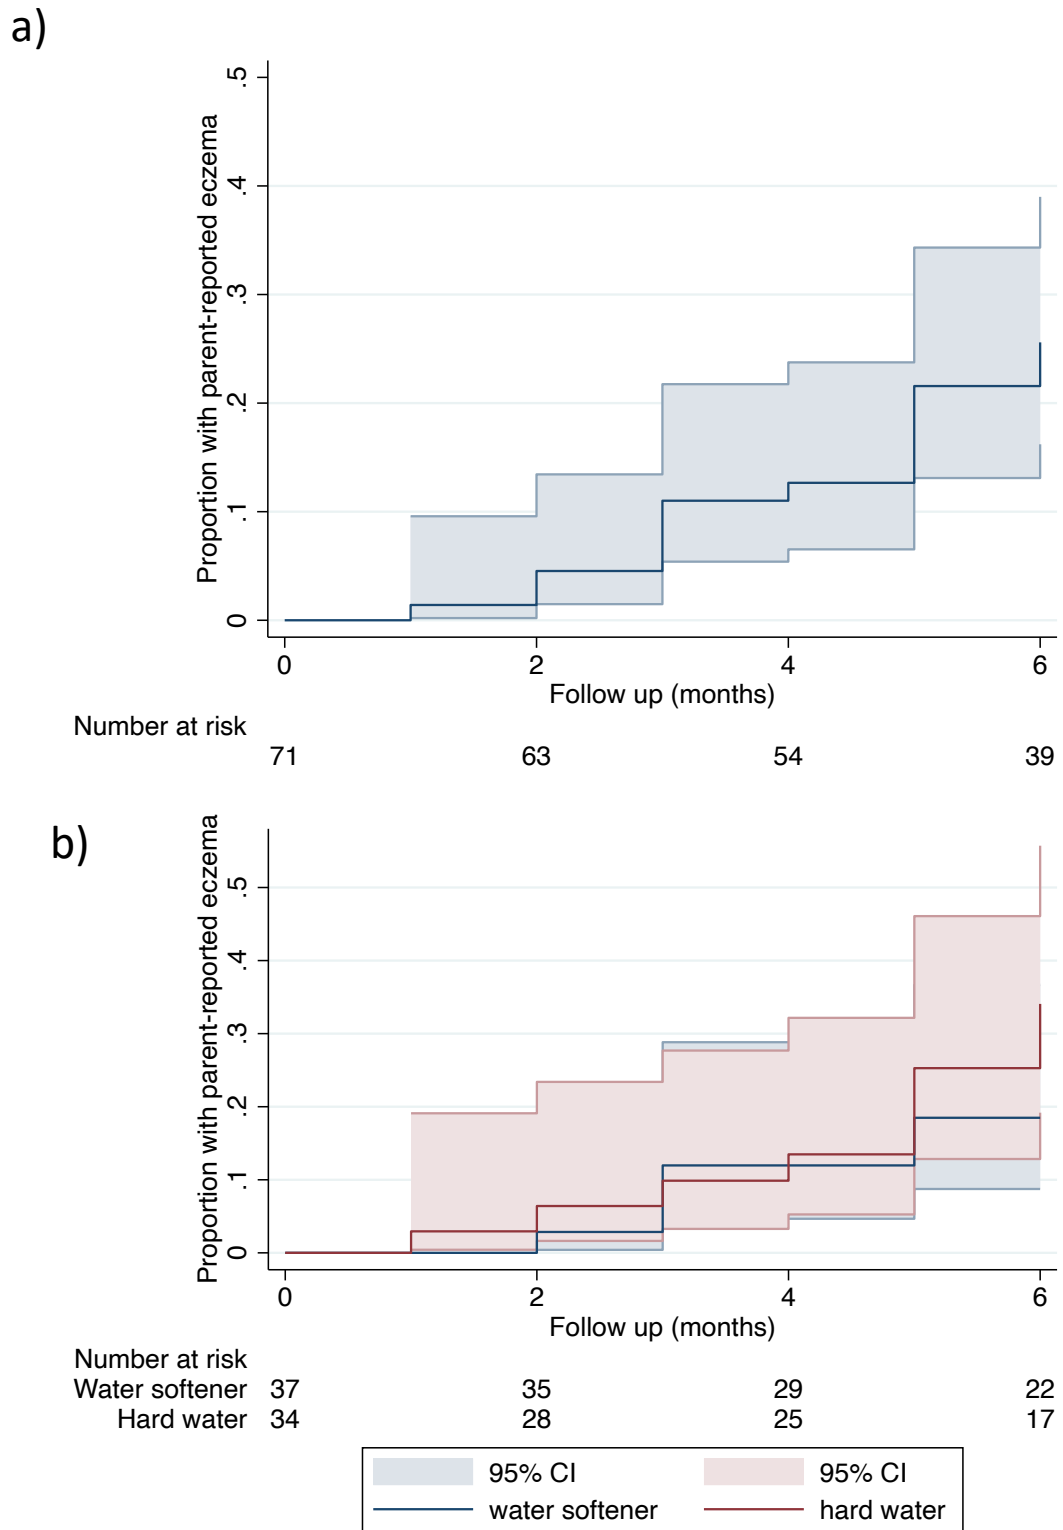 a)
Proportion with parent-reported eczema
.5
.4
.3
.2
.1
0
0 2 4 6
Follow up (months)
Number at risk
71 63 54 39
b)
Proportion with parent-reported eczema
.5
.4
.3
.2
.1
0
0 2 4 6
Follow up (months)
Number at risk
Water softener 37 35 29 22
Hard water 34 28 25 17
95% CI 95% CI
water softener hard water